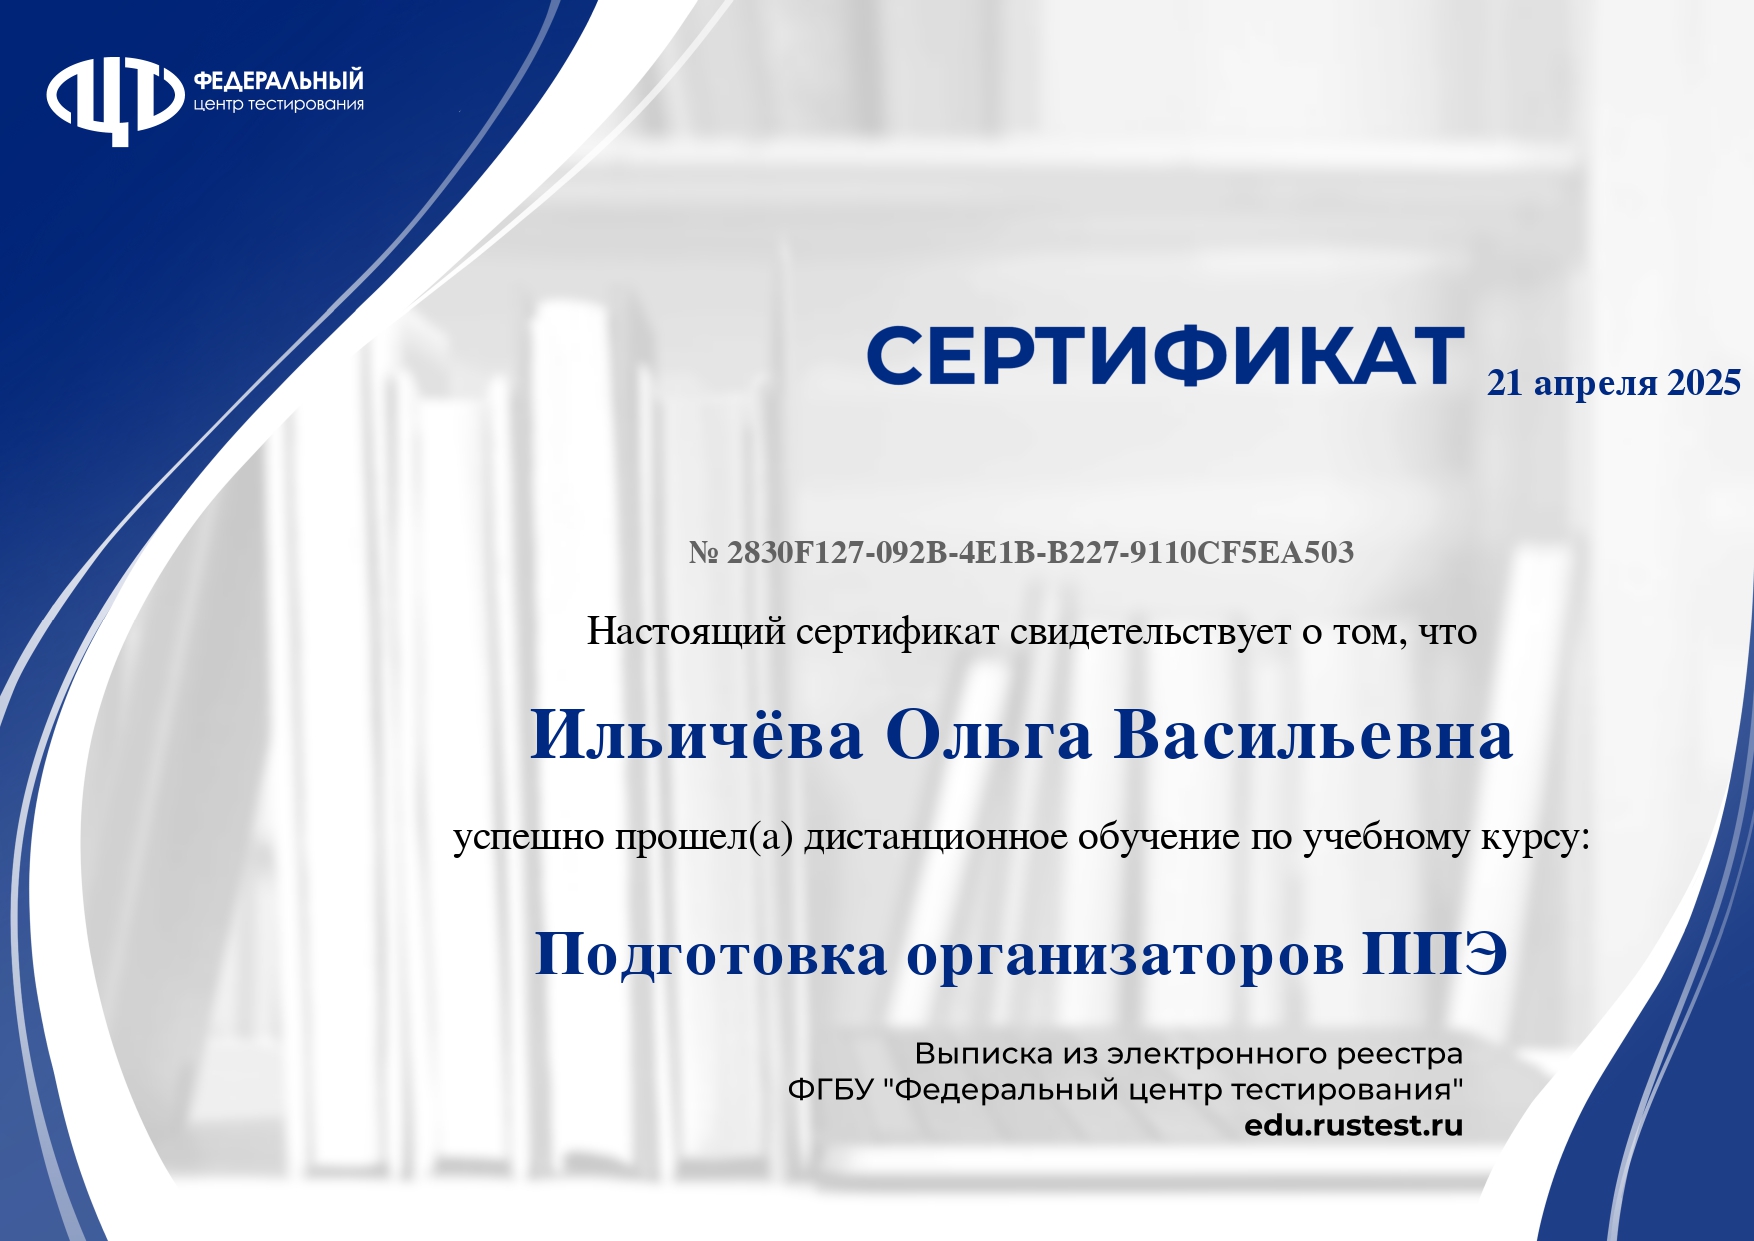 ФЕДЕРАЛЬНЫЙ
центр тестирования
СЕРТИФИКАТ
21 апреля 2025
№ 2830F127-092B-4E1B-B227-9110CF5EA503
Настоящий сертификат свидетельствует о том, что
Ильичёва Ольга Васильевна
успешно прошел(а) дистанционное обучение по учебному курсу:
Подготовка организаторов ППЭ
Выписка из электронного реестра
ФГБУ "Федеральный центр тестирования"
edu.rustest.ru